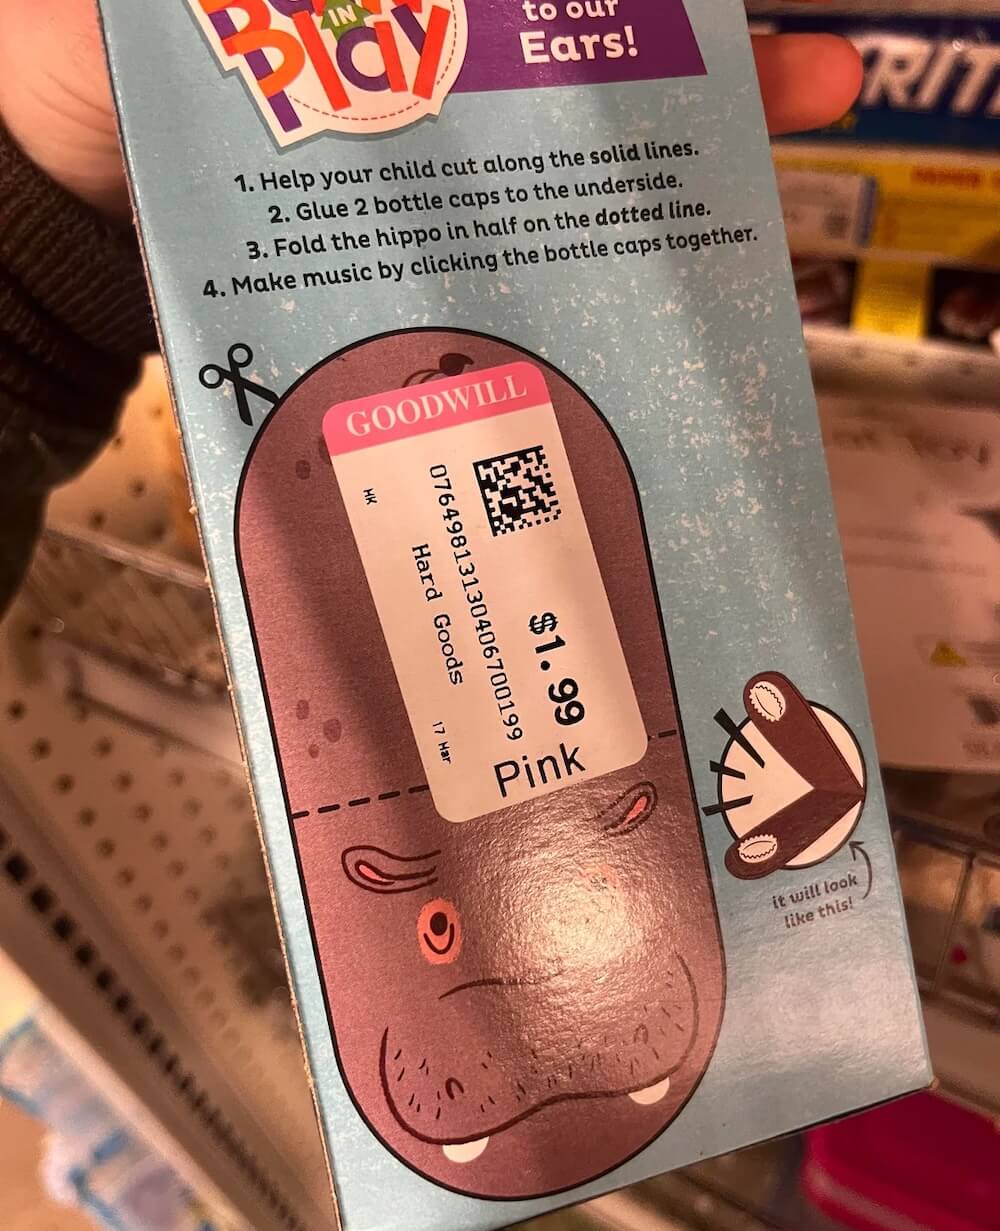 IN
Play
to our
Ears!
1. Help your child cut along the solid lines.
2. Glue 2 bottle caps to the underside.
3. Fold the hippo in half on the dotted line.
4. Make music by clicking the bottle caps together.
GOODWILL
HK
07649813130406700199
Hard Goods
17 Mar
$1.99
Pink
it will look
like this!
RIT